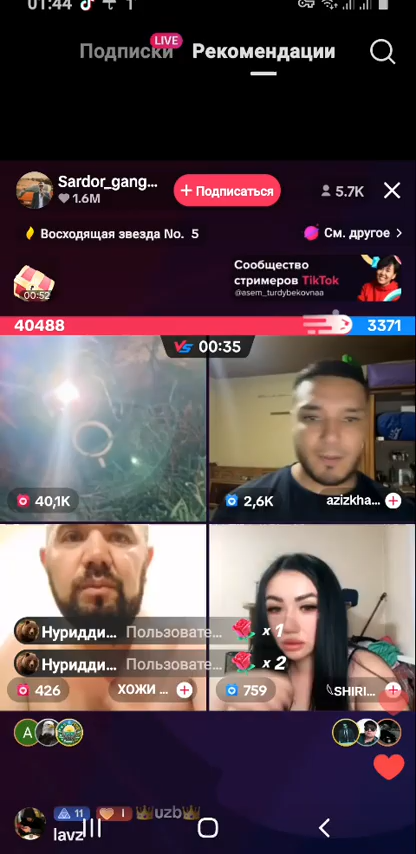 01:44
Подписки LIVE Рекомендации
Sardor_gang...
1.6M
+ Подписаться
5.7K
Восходящая звезда No. 5
См. другое >
00:52
Сообщество
стримеров TikTok
@asem_turdybekovnaa
40488
3371
VS 00:35
40,1K
2,6K
azizkha...
Нуридди... Пользовате... x 1
Нуридди... Пользовате... x 2
426
ХОЖИ ...
759
SHIRI...
A
11
I
uzb
lavz